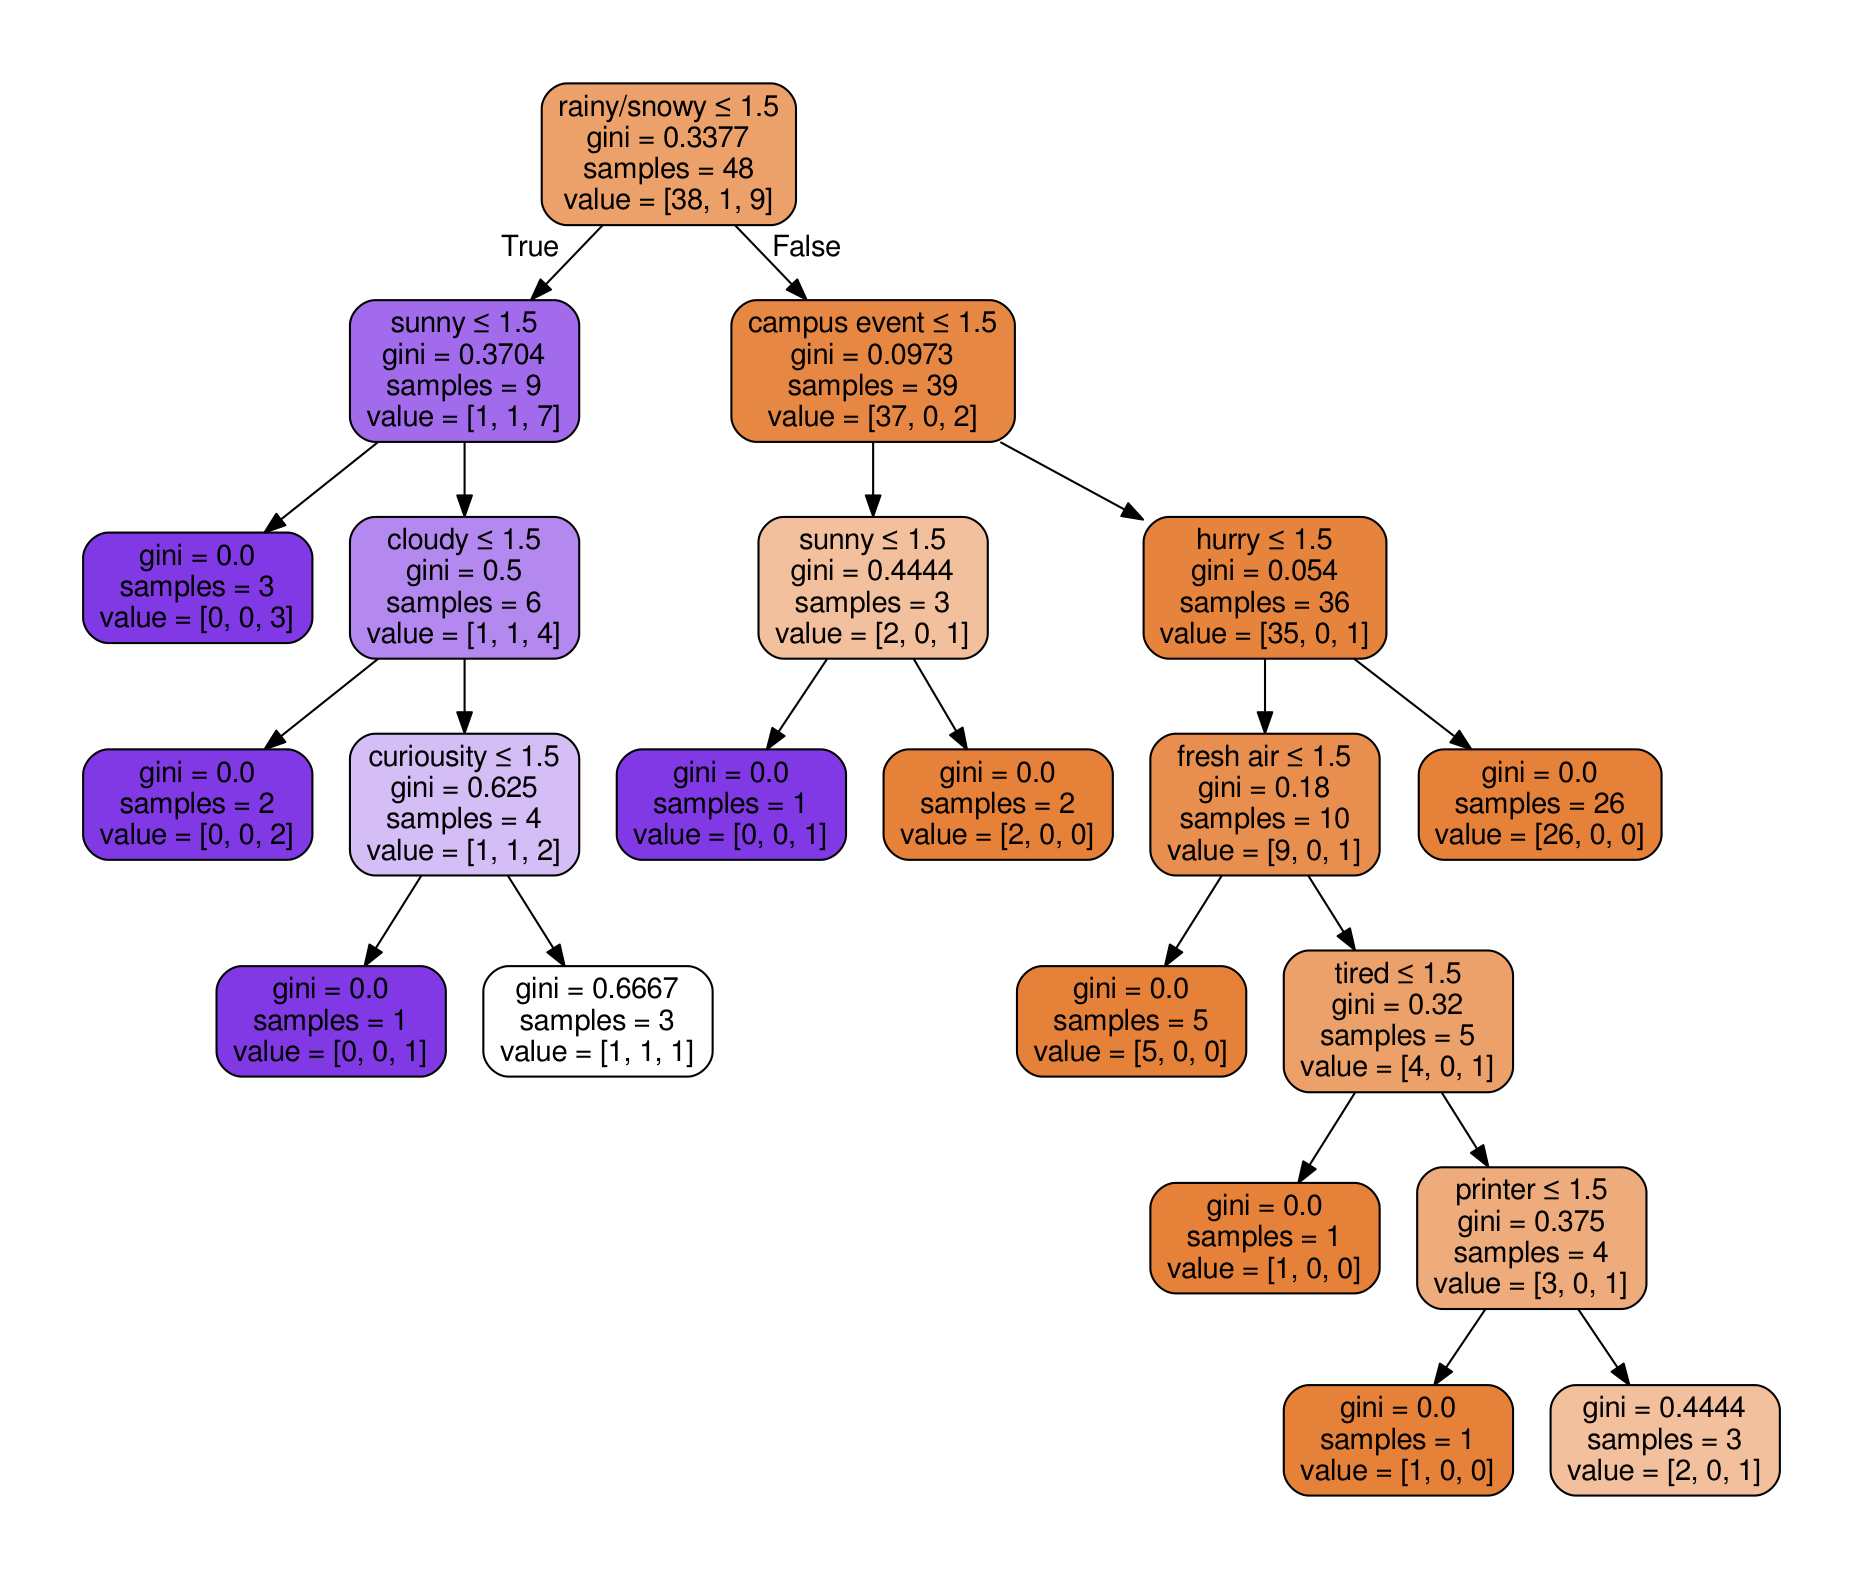 rainy/snowy ≤ 1.5
gini = 0.3377
samples = 48
value = [38, 1, 9]
True
False
sunny ≤ 1.5
gini = 0.3704
samples = 9
value = [1, 1, 7]
campus event ≤ 1.5
gini = 0.0973
samples = 39
value = [37, 0, 2]
gini = 0.0
samples = 3
value = [0, 0, 3]
cloudy ≤ 1.5
gini = 0.5
samples = 6
value = [1, 1, 4]
sunny ≤ 1.5
gini = 0.4444
samples = 3
value = [2, 0, 1]
hurry ≤ 1.5
gini = 0.054
samples = 36
value = [35, 0, 1]
gini = 0.0
samples = 2
value = [0, 0, 2]
curiousity ≤ 1.5
gini = 0.625
samples = 4
value = [1, 1, 2]
gini = 0.0
samples = 1
value = [0, 0, 1]
gini = 0.0
samples = 2
value = [2, 0, 0]
fresh air ≤ 1.5
gini = 0.18
samples = 10
value = [9, 0, 1]
gini = 0.0
samples = 26
value = [26, 0, 0]
gini = 0.0
samples = 1
value = [0, 0, 1]
gini = 0.6667
samples = 3
value = [1, 1, 1]
gini = 0.0
samples = 5
value = [5, 0, 0]
tired ≤ 1.5
gini = 0.32
samples = 5
value = [4, 0, 1]
gini = 0.0
samples = 1
value = [1, 0, 0]
printer ≤ 1.5
gini = 0.375
samples = 4
value = [3, 0, 1]
gini = 0.0
samples = 1
value = [1, 0, 0]
gini = 0.4444
samples = 3
value = [2, 0, 1]